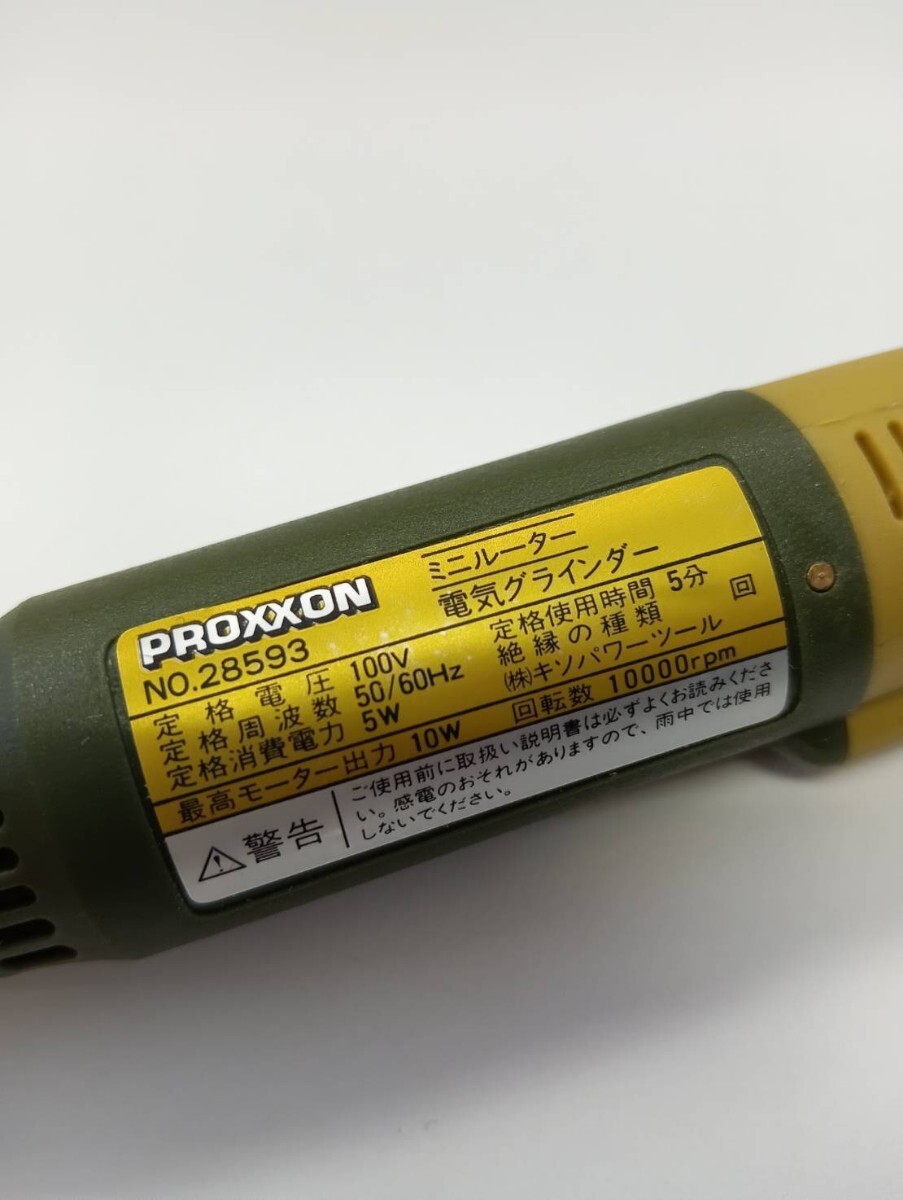 PROXXON
ミニルーター
NO.28593
電気グラインダー
定格電圧 100V
定格使用時間 5分
定格周波数 50/60Hz
絶縁の種類 回
定格消費電力 5W
㈱キソパワーツール
最高モーター出力 10W 回転数 10000rpm
警告
ご使用前に取扱い説明書は必ずよくお読みくださ
い。感電のおそれがありますので、雨中では使用
しないでください。